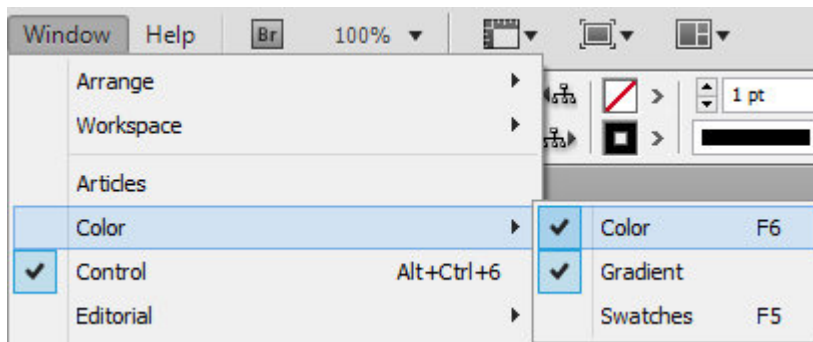 Window Help Br 100%
Arrange
Workspace
1 pt
Articles
Color
Color F6
Control Alt+Ctrl+6
Gradient
Editorial
Swatches F5